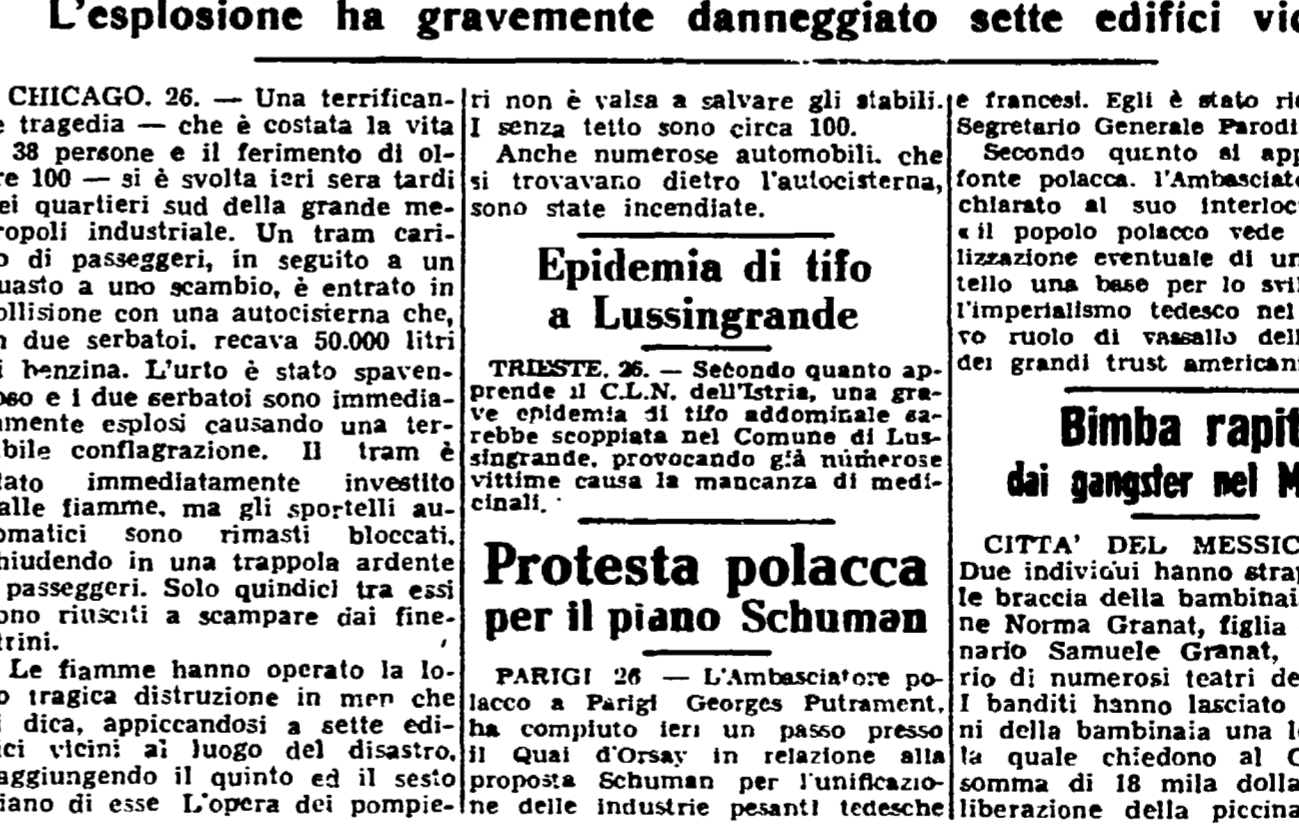 L'esplosione ha gravemente danneggiato sette edifici
CHICAGO. 26. — Una terrifican-
tragedia — che è costata la vita
38 persone e il ferimento di ol-
100 — si è svolta ieri sera tardi
quartieri sud della grande me-
ropoli industriale. Un tram cari-
di passeggeri, in seguito a un
uasto a uno scambio, è entrato in
ollisione con una autocisterna che,
due serbatoi. recava 50.000 litri
benzina. L'urto è stato spaven-
oso e i due serbatoi sono immedia-
amente esplosi causando una ter-
bile conflagrazione. Il tram è
tato immediatamente investito
alle fiamme, ma gli sportelli au-
omatici sono rimasti bloccati.
hiudendo in una trappola ardente
passeggeri. Solo quindici tra essi
ono riusciti a scampare dai fine-
trini.
Le fiamme hanno operato la lo-
tragica distruzione in men che
dica, appiccandosi a sette edi-
ici vicini al luogo del disastro,
aggiungendo il quinto ed il sesto
iano di esse L'opera dei pompie-
ri non è valsa a salvare gli stabili.
I senza tetto sono circa 100.
Anche numerose automobili. che
si trovavano dietro l'autocisterna,
sono state incendiate.
Epidemia di tifo
a Lussingrande
TRIESTE, 26. — Secondo quanto ap-
prende il C.L.N. dell'Istria, una gra-
ve epidemia di tifo addominale sa-
rebbe scoppiata nel Comune di Lus-
singrande, provocando già numerose
vittime causa la mancanza di medi-
cinali.
Protesta polacca
per il piano Schuman
PARIGI 26 — L'Ambasciatore po-
lacco a Parigi Georges Putrament,
ha compiuto ieri un passo presso
il Quai d'Orsay in relazione alla
proposta Schuman per l'unificazio-
ne delle industrie pesanti tedesche
e francesi. Egli è stato
Segretario Generale Parodi
Secondo quanto si app
fonte polacca. l'Ambasciat
chiarato al suo interloc
« il popolo polacco vede
lizzazione eventuale di un
tello una base per lo svi
l'imperialismo tedesco nel
vo ruolo di vassallo dell
dei grandi trust american
Bimba rapit
dai gangster nel M
CITTA' DEL MESSIC
Due individui hanno strap
le braccia della bambinai
ne Norma Granat, figlia
nario Samuele Granat,
rio di numerosi teatri de
I banditi hanno lasciato
ni della bambinaia una l
la quale chiedono al
somma di 18 mila dolla
liberazione della piccina